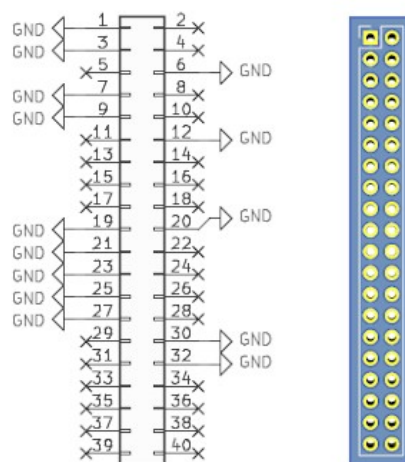 GND 1 2
GND 3 4
5 6 GND
GND 7 8
GND 9 10
11 12 GND
13 14
15 16
17 18
GND 19 20 GND
GND 21 22
GND 23 24
GND 25 26
GND 27 28
29 30 GND
31 32 GND
33 34
35 36
37 38
39 40